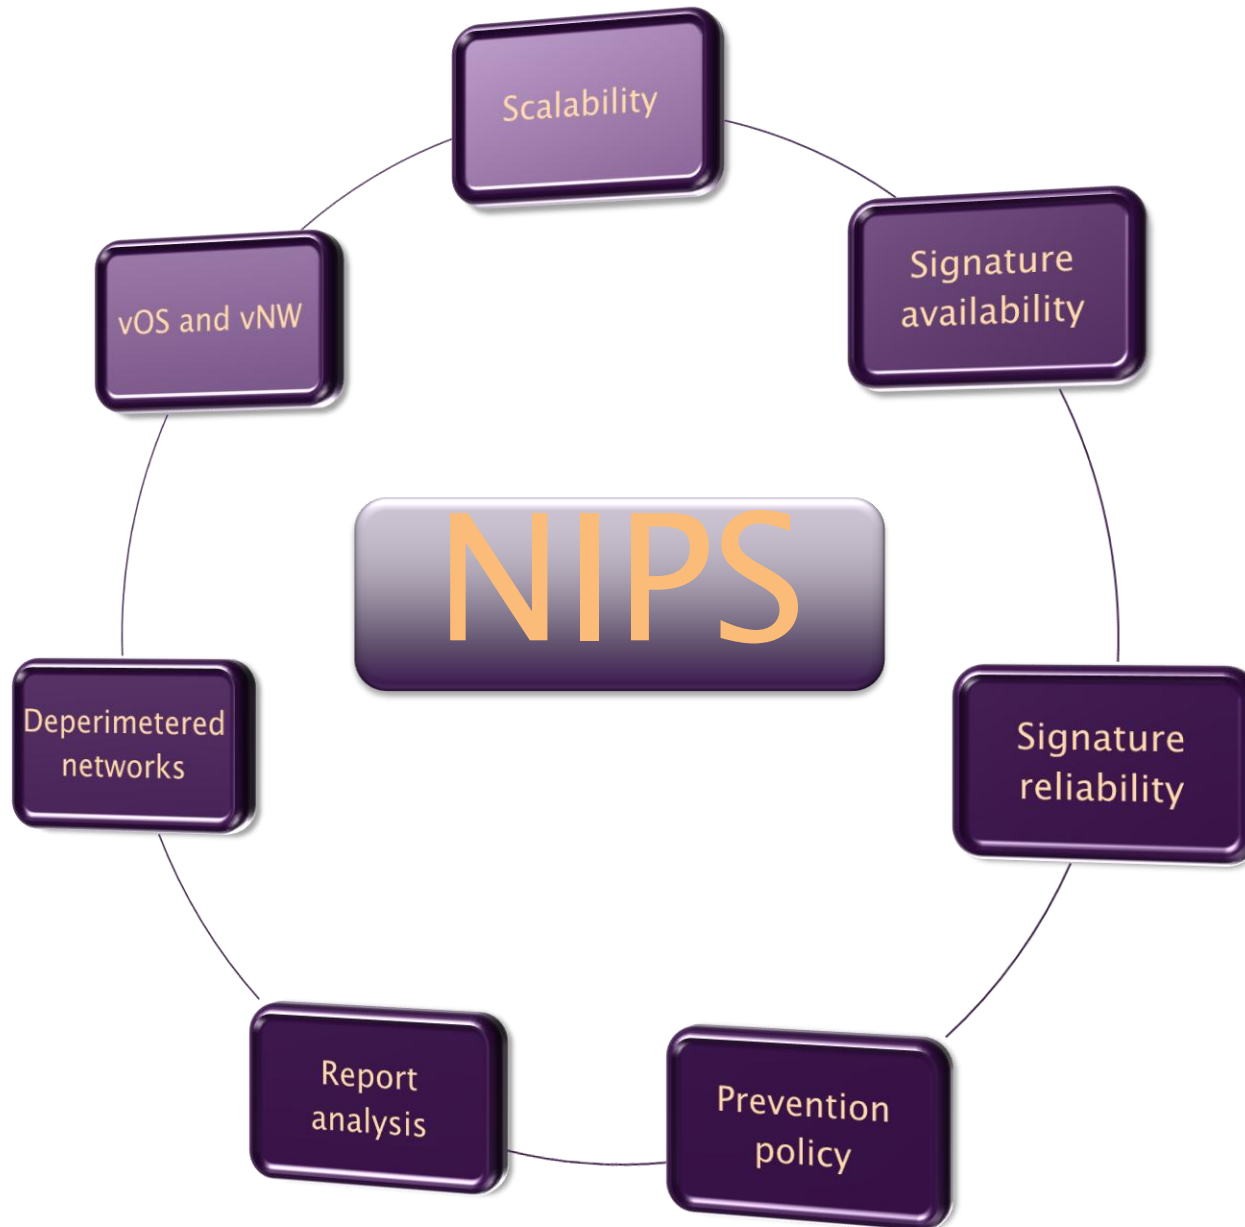 Scalability
Signature
availability
Signature
reliability
Prevention
policy
Report
analysis
Deperimetered
networks
vOS and vNW
NIPS